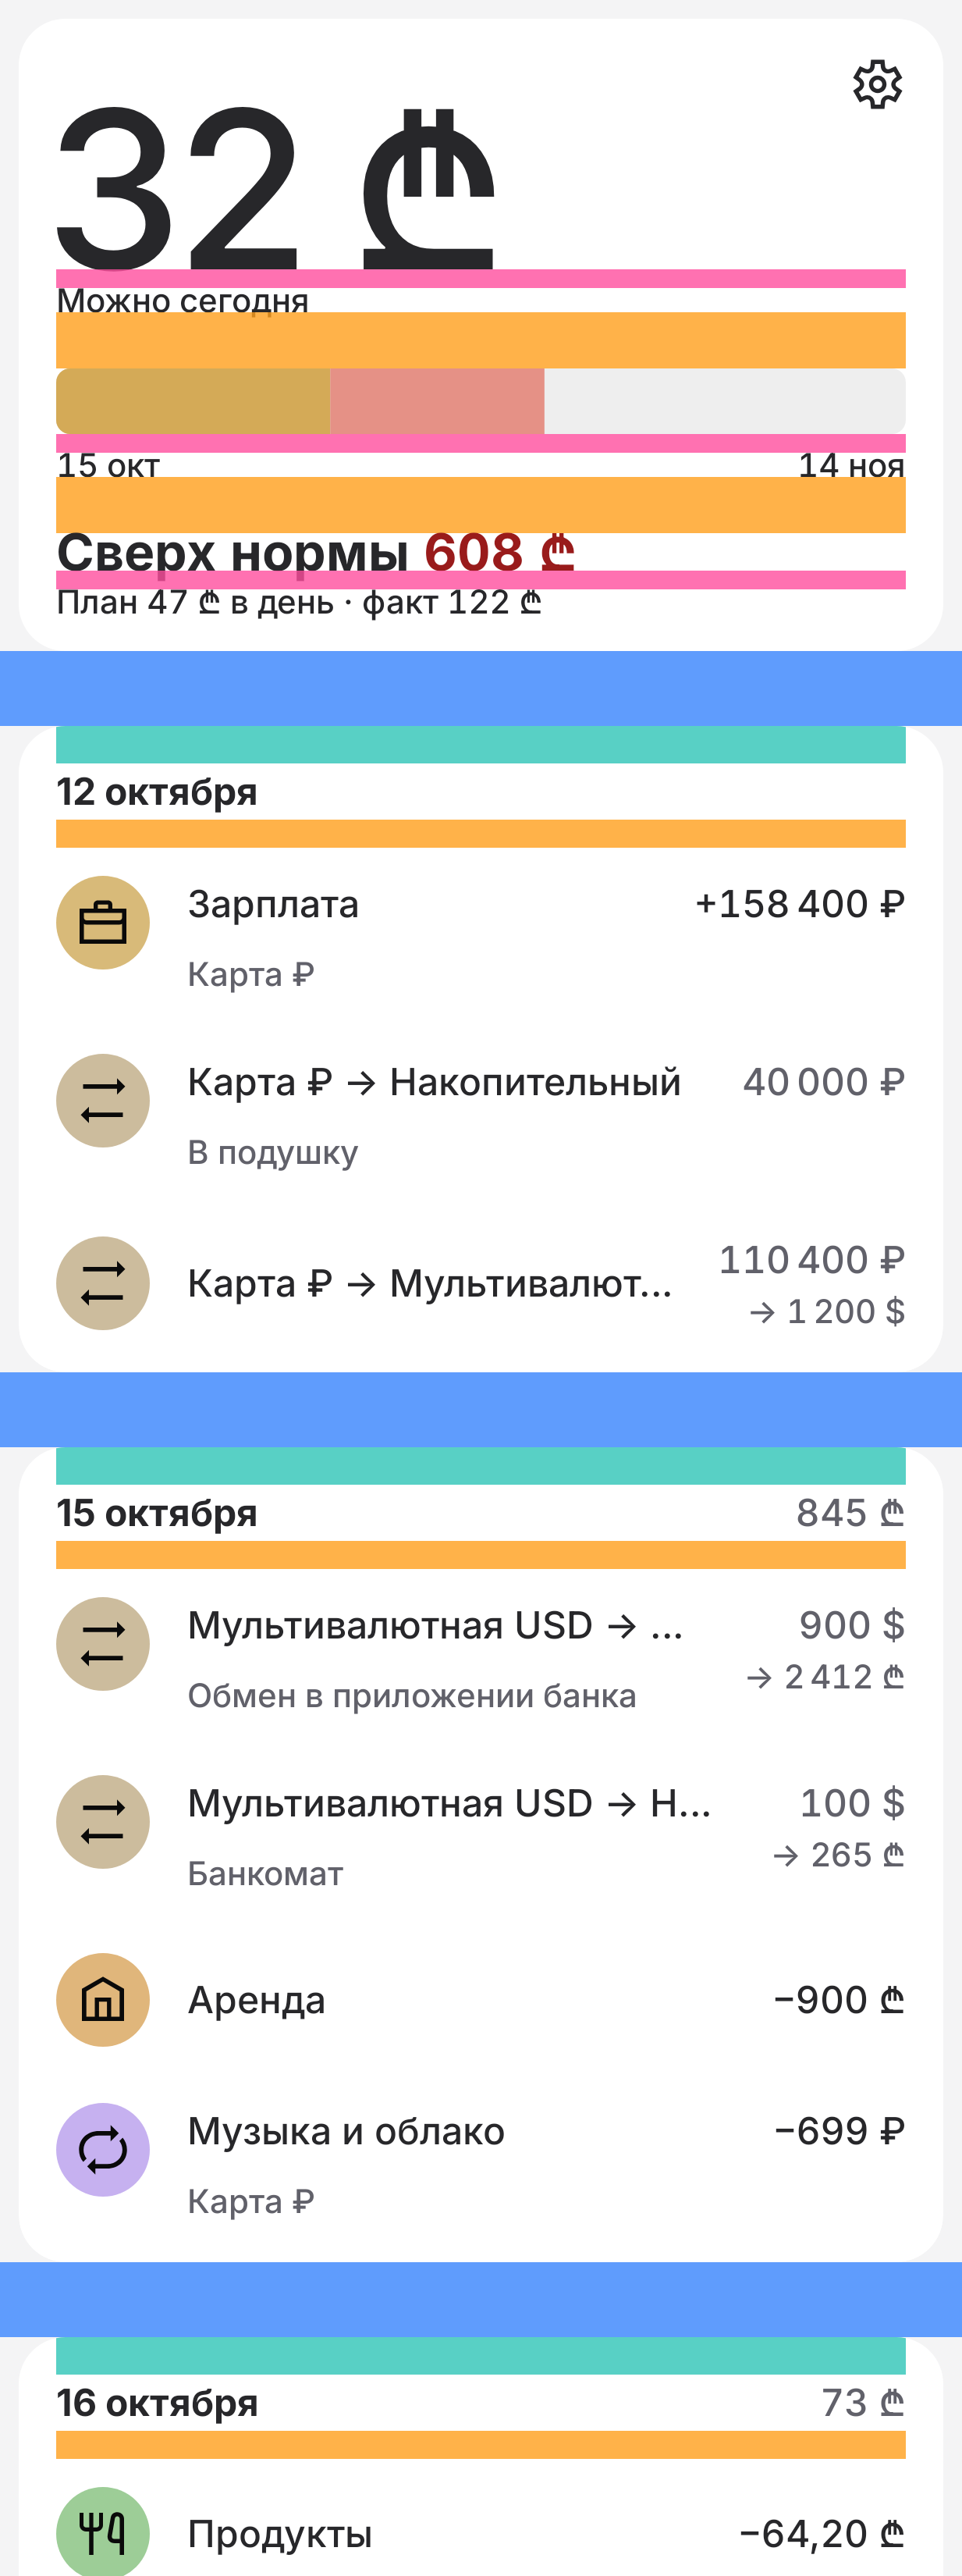 32 ₾
Можно сегодня
15 окт 14 ноя
Сверх нормы 608 ₾
План 47 ₾ в день · факт 122 ₾
12 октября
Зарплата +158 400 ₽
Карта ₽
Карта ₽ → Накопительный 40 000 ₽
В подушку
Карта ₽ → Мультивалют... 110 400 ₽
→ 1 200 $
15 октября 845 ₾
Мультивалютная USD → ... 900 $
→ 2 412 ₾
Обмен в приложении банка
Мультивалютная USD → Н... 100 $
→ 265 ₾
Банкомат
Аренда −900 ₾
Музыка и облако −699 ₽
Карта ₽
16 октября 73 ₾
Продукты −64,20 ₾